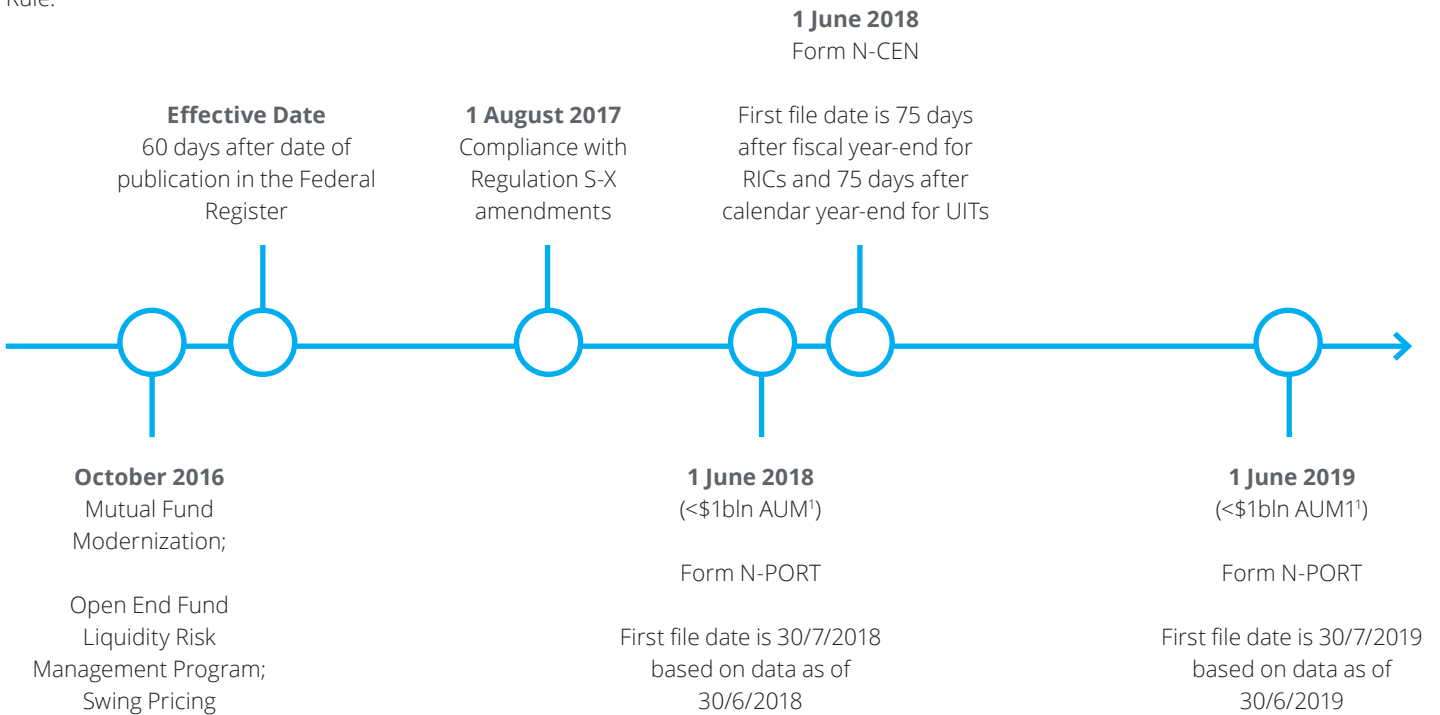 Rule.
1 June 2018
Form N-CEN
First file date is 75 days
after fiscal year-end for
RICs and 75 days after
calendar year-end for UITs
Effective Date
60 days after date of
publication in the Federal
Register
1 August 2017
Compliance with
Regulation S-X
amendments
October 2016
Mutual Fund
Modernization;
Open End Fund
Liquidity Risk
Management Program;
Swing Pricing
1 June 2018
(<$1bln AUM¹)
Form N-PORT
First file date is 30/7/2018
based on data as of
30/6/2018
1 June 2019
(<$1bln AUM1¹)
Form N-PORT
First file date is 30/7/2019
based on data as of
30/6/2019